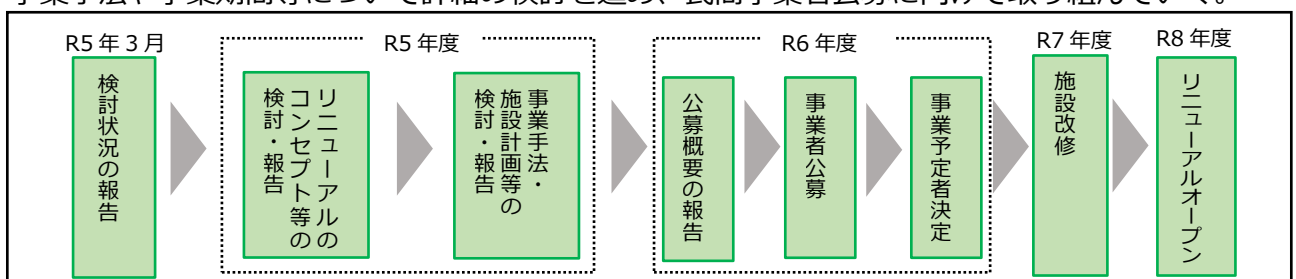 事業手法や事業期間等について詳細の検討を進め、民間事業者公募に向けて取り組んでいく。
R5年3月
検討状況の報告
R5年度
リニューアルの
コンセプト等の
検討・報告
事業手法・
施設計画等の
検討・報告
R6年度
公募概要の報告
事業者公募
事業予定者決定
R7年度
施設改修
R8年度
リニューアルオープン